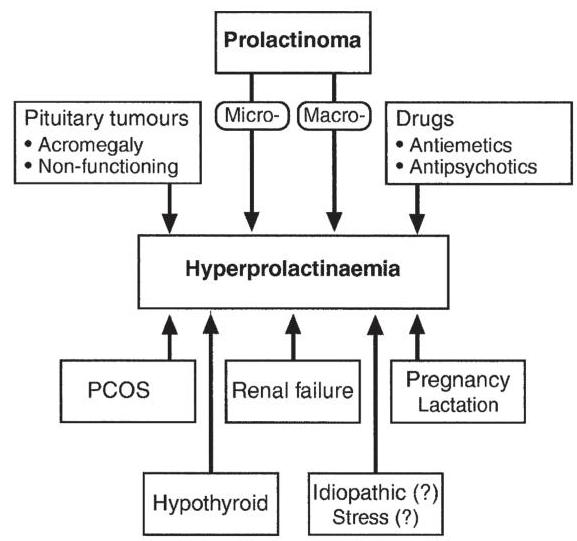 Prolactinoma
Micro-
Macro-
Pituitary tumours
• Acromegaly
• Non-functioning
Drugs
• Antiemetics
• Antipsychotics
Hyperprolactinaemia
PCOS
Renal failure
Pregnancy
Lactation
Hypothyroid
Idiopathic (?)
Stress (?)